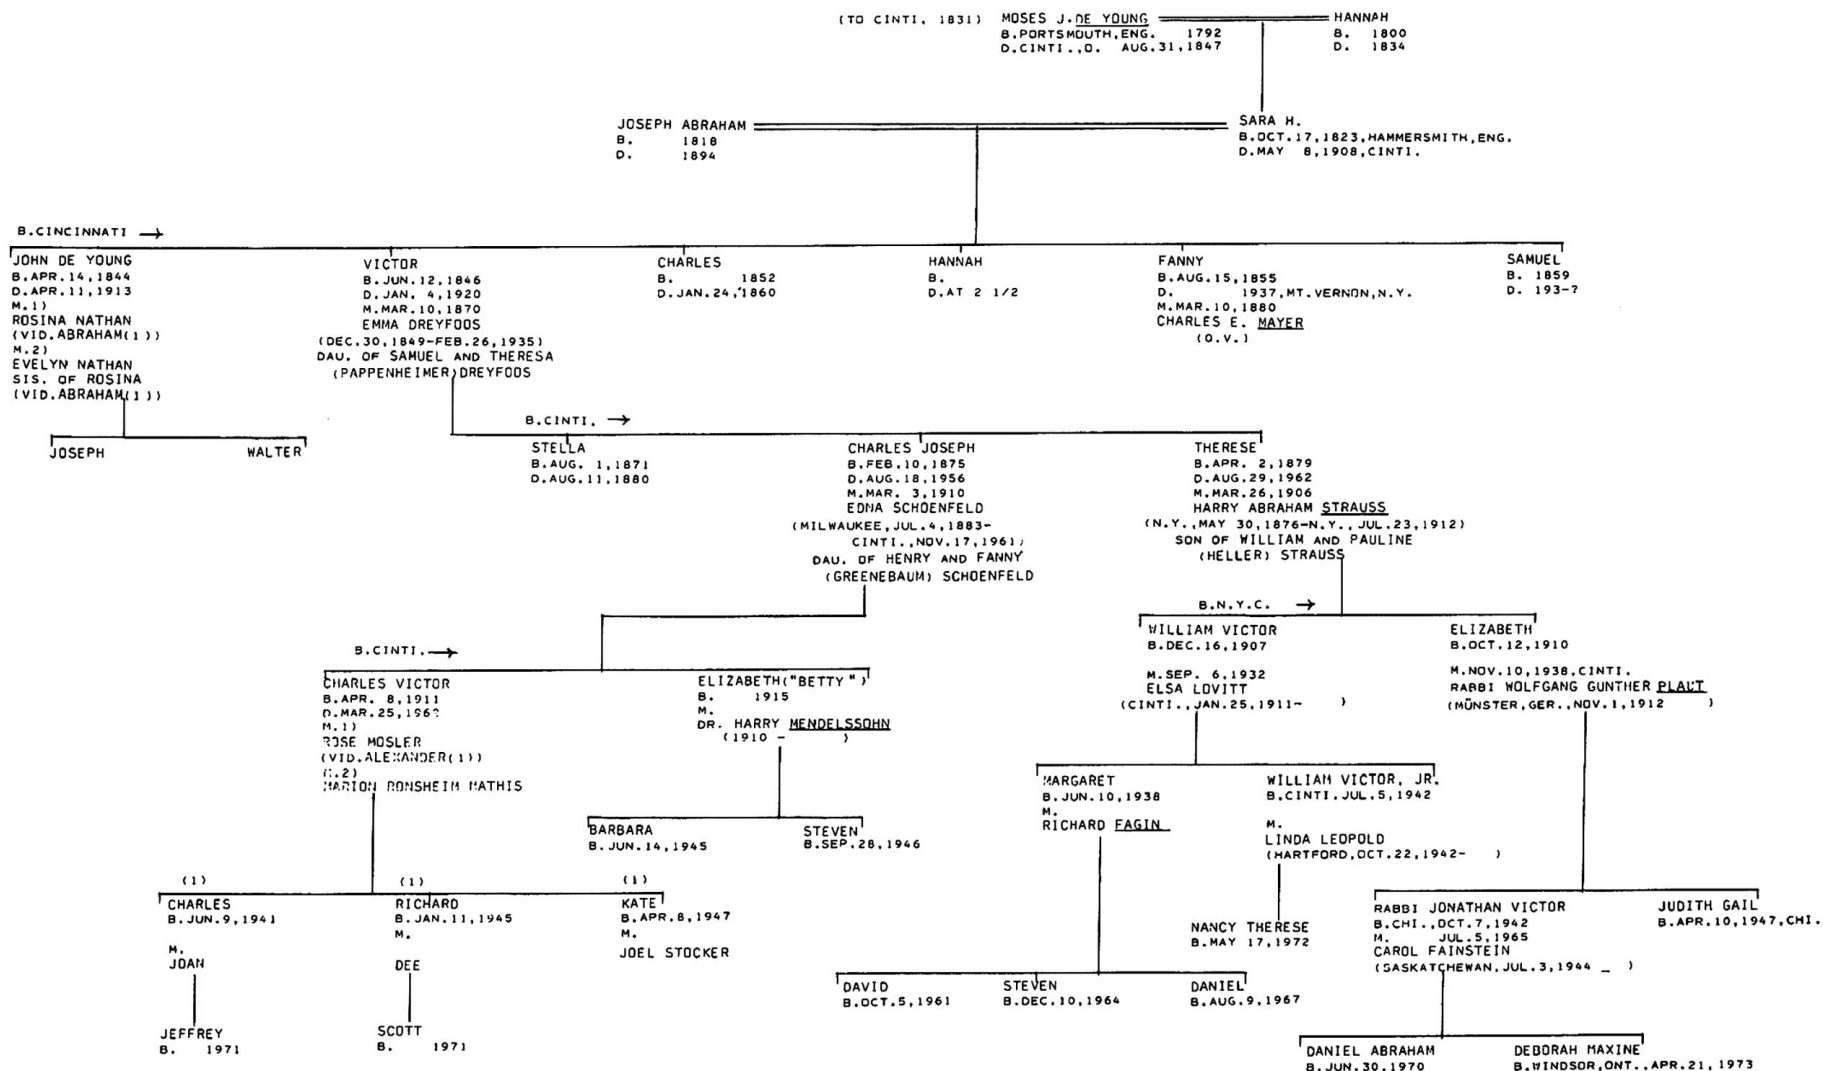 (TO CINTI, 1831) MOSES J. DE YOUNG HANNAH
B.PORTSMOUTH,ENG. 1792 B. 1800
D.CINTI.,O. AUG.31,1847 D. 1834
JOSEPH ABRAHAM
B. 1818
D. 1894
SARA H.
B.OCT.17,1823,HAMMERSMITH,ENG.
D.MAY 8,1908,CINTI.
B.CINCINNATI →
JOHN DE YOUNG
B.APR.14,1844
D.APR.11,1913
M.1)
ROSINA NATHAN
(VID.ABRAHAM(1))
M.2)
EVELYN NATHAN
SIS. OF ROSINA
(VID.ABRAHAM(1))
VICTOR
B.JUN.12,1846
D.JAN. 4,1920
M.MAR.10,1870
EMMA DREYFOOS
(DEC.30,1849-FEB.26,1935)
DAU. OF SAMUEL AND THERESA
(PAPPENHEIMER)DREYFOOS
CHARLES
B. 1852
D.JAN.24,1860
HANNAH
B.
D.AT 2 1/2
FANNY
B.AUG.15,1855
D. 1937,MT.VERNON,N.Y.
M.MAR.10,1880
CHARLES E. MAYER
(Q.V.)
SAMUEL
B. 1859
D. 193-?
JOSEPH WALTER
B.CINTI. →
STELLA
B.AUG. 1,1871
D.AUG.11,1880
CHARLES JOSEPH
B.FEB.10,1875
D.AUG.18,1956
M.MAR. 3,1910
EDNA SCHOENFELD
(MILWAUKEE,JUL.4,1883-
CINTI.,NOV.17,1961)
DAU. OF HENRY AND FANNY
(GREENEBAUM) SCHOENFELD
THERESE
B.APR. 2,1879
D.AUG.29,1962
M.MAR.26,1906
HARRY ABRAHAM STRAUSS
(N.Y.,MAY 30,1876-N.Y.,JUL.23,1912)
SON OF WILLIAM AND PAULINE
(HELLER) STRAUSS
B.CINTI. →
CHARLES VICTOR
B.APR. 8,1911
D.MAR.25,
M.1)
ROSE MOSLER
(VID.ALEXANDER(1))
M.2)
MARION RONSHEIM MATHIS
ELIZABETH("BETTY")
B. 1915
M.
DR. HARRY MENDELSSOHN
(1910 - )
B.N.Y.C. →
WILLIAM VICTOR
B.DEC.16,1907
M.SEP. 6,1932
ELSA LOVITT
(CINTI.,JAN.25,1911- )
ELIZABETH
B.OCT.12,1910
M.NOV.10,1938,CINTI.
RABBI WOLFGANG GUNTHER PLAUT
(MÜNSTER,GER.,NOV.1,1912 )
BARBARA
B.JUN.14,1945
STEVEN
B.SEP.28,1946
MARGARET
B.JUN.10,1938
M.
RICHARD FAGIN
WILLIAM VICTOR, JR.
B.CINTI.JUL.5,1942
M.
LINDA LEOPOLD
(HARTFORD,OCT.22,1942- )
(1)
CHARLES
B.JUN.9,1941
M.
JOAN
(1)
RICHARD
B.JAN.11,1945
M.
DEE
(1)
KATE
B.APR.8,1947
M.
JOEL STOCKER
NANCY THERESE
B.MAY 17,1972
RABBI JONATHAN VICTOR
B.CHI.,OCT.7,1942
M. JUL.5,1965
CAROL FAINSTEIN
(SASKATCHEWAN,JUL.3,1944 _ )
JUDITH GAIL
B.APR.10,1947,CHI.
DAVID
B.OCT.5,1961
STEVEN
B.DEC.10,1964
DANIEL
B.AUG.9,1967
JEFFREY
B. 1971
SCOTT
B. 1971
DANIEL ABRAHAM
B.JUN.30,1970
DEBORAH MAXINE
B.WINDSOR,ONT.,APR.21,1973